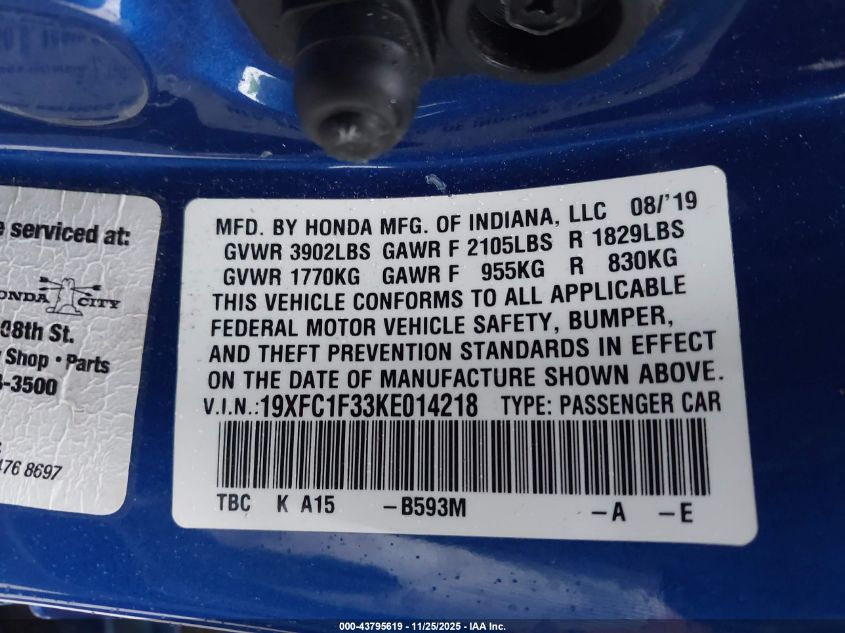 MFD. BY HONDA MFG. OF INDIANA, LLC 08/'19
GVWR 3902LBS GAWR F 2105LBS R 1829LBS
GVWR 1770KG GAWR F 955KG R 830KG
THIS VEHICLE CONFORMS TO ALL APPLICABLE
FEDERAL MOTOR VEHICLE SAFETY, BUMPER,
AND THEFT PREVENTION STANDARDS IN EFFECT
ON THE DATE OF MANUFACTURE SHOWN ABOVE.
V.I.N.:19XFC1F33KE014218 TYPE: PASSENGER CAR
TBC K A15 -B593M -A -E
serviced at:
CITY
St.
Shop • Parts
-3500
476 8697
000-43795619 - 11/25/2025 - IAA Inc.